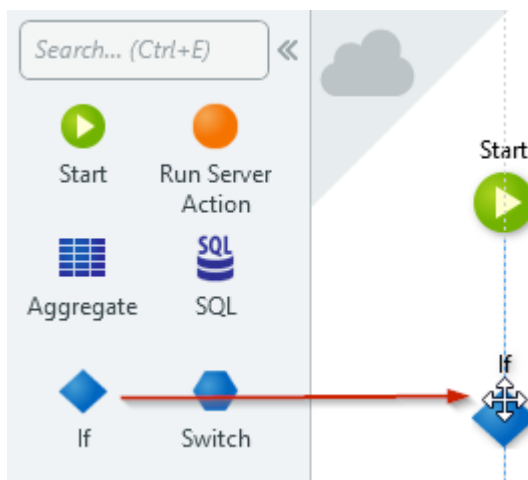 Search... (Ctrl+E)
Start
Run Server
Action
Aggregate
SQL
SQL
If
Switch
Start
If